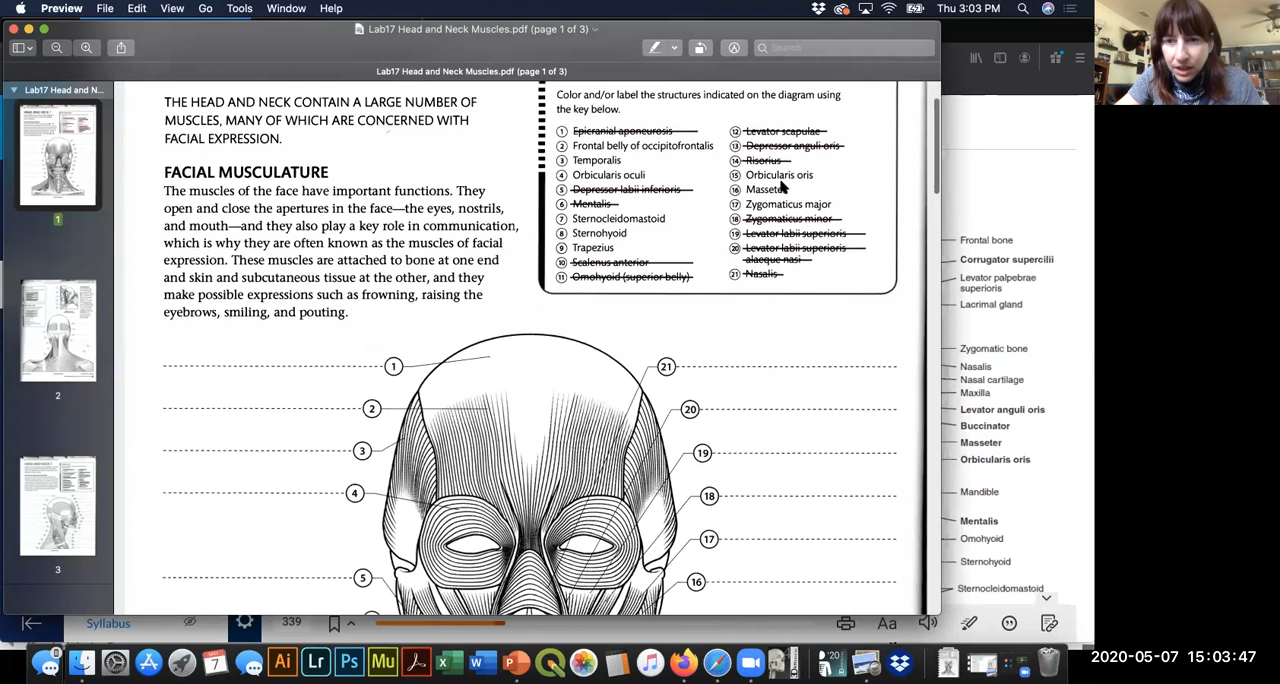 Preview File Edit View Go Tools Window Help
Thu 3:03 PM
Lab17 Head and Neck Muscles.pdf (page 1 of 3)
Search
Lab17 Head and Neck Muscles.pdf (page 1 of 3)
Lab17 Head and N...
1
2
3
THE HEAD AND NECK CONTAIN A LARGE NUMBER OF
MUSCLES, MANY OF WHICH ARE CONCERNED WITH
FACIAL EXPRESSION.
FACIAL MUSCULATURE
The muscles of the face have important functions. They
open and close the apertures in the face—the eyes, nostrils,
and mouth—and they also play a key role in communication,
which is why they are often known as the muscles of facial
expression. These muscles are attached to bone at one end
and skin and subcutaneous tissue at the other, and they
make possible expressions such as frowning, raising the
eyebrows, smiling, and pouting.
Color and/or label the structures indicated on the diagram using
the key below.
1 Epicranial aponeurosis
2 Frontal belly of occipitofrontalis
3 Temporalis
4 Orbicularis oculi
5 Depressor labii inferioris
6 Mentalis
7 Sternocleidomastoid
8 Sternohyoid
9 Trapezius
10 Scalenus anterior
11 Omohyoid (superior belly)
12 Levator scapulae
13 Depressor anguli oris
14 Risorius
15 Orbicularis oris
16 Masseter
17 Zygomaticus major
18 Zygomaticus minor
19 Levator labii superioris
20 Levator labii superioris
alaeque nasi
21 Nasalis
1
2
3
4
5
21
20
19
18
17
16
Frontal bone
Corrugator supercilii
Levator palpebrae
superioris
Lacrimal gland
Zygomatic bone
Nasalis
Nasal cartilage
Maxilla
Levator anguli oris
Buccinator
Masseter
Orbicularis oris
Mandible
Mentalis
Omohyoid
Sternohyoid
Sternocleidomastoid
Syllabus
339
Aa
7
Ai
Lr
Ps
Mu
X
W
P
'20
2020-05-07 15:03:47